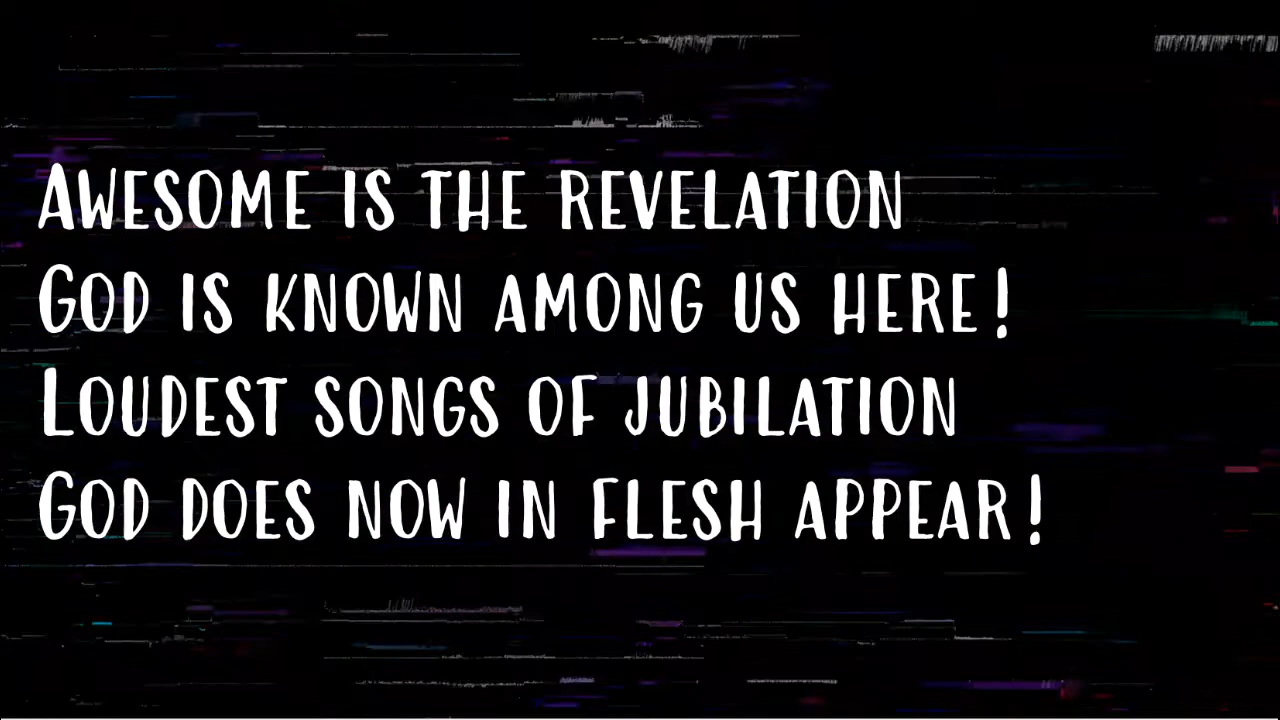 Awesome is the revelation
God is known among us here!
Loudest songs of jubilation
God does now in flesh appear!